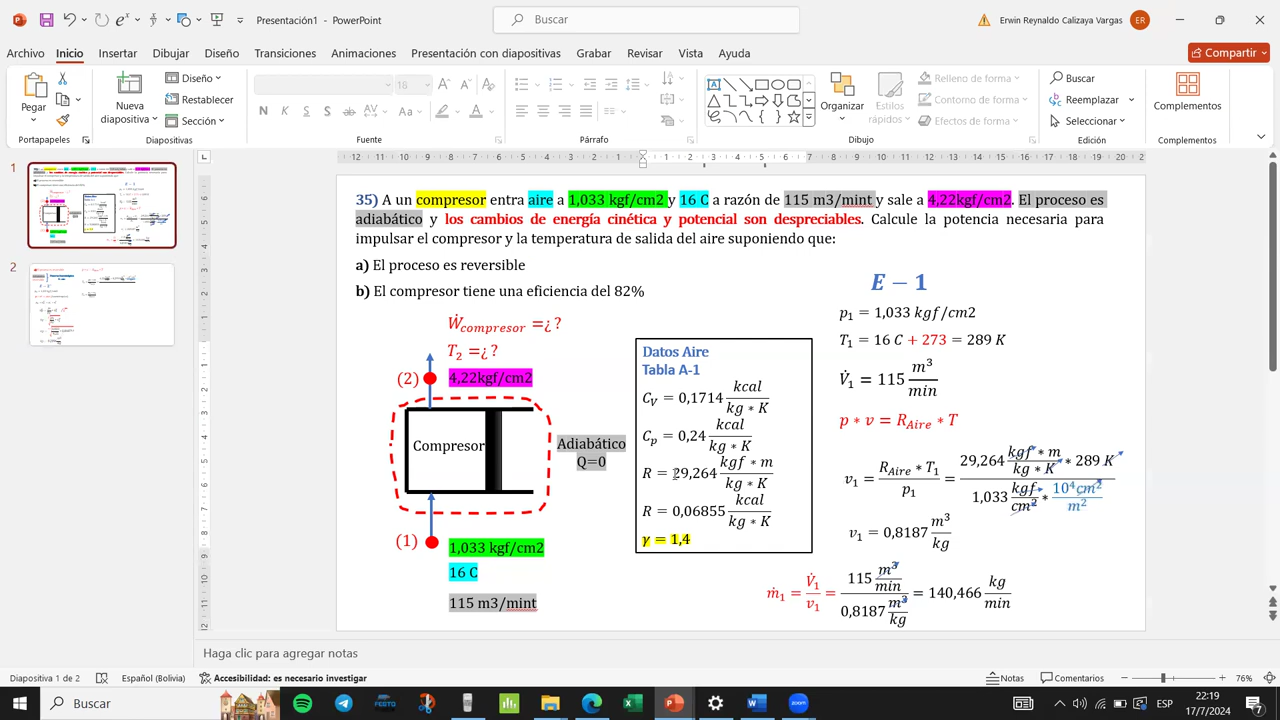 Presentación1 - PowerPoint
Buscar
Erwin Reynaldo Calizaya Vargas
ER
Archivo
Inicio
Insertar
Dibujar
Diseño
Transiciones
Animaciones
Presentación con diapositivas
Grabar
Revisar
Vista
Ayuda
Compartir
Pegar
Nueva diapositiva
Diseño
Restablecer
Sección
18
N K S S
AV
Aa
Organizar
Estilos rápidos
Relleno de forma
Contorno de forma
Efectos de forma
Buscar
Reemplazar
Seleccionar
Complementos
Portapapeles
Diapositivas
Fuente
Párrafo
Dibujo
Edición
Complementos
1
2
35) A un compresor entra aire a 1,033 kgf/cm2 y 16 C a razón de 115 m3/mint y sale a 4,22kgf/cm2. El proceso es
adiabático y los cambios de energía cinética y potencial son despreciables. Calcule la potencia necesaria para
impulsar el compresor y la temperatura de salida del aire suponiendo que:
a) El proceso es reversible
b) El compresor tiene una eficiencia del 82%
Ẇcompresor =¿?
T₂ =¿?
(2)
4,22kgf/cm2
Compresor
Adiabático
Q=0
(1)
1,033 kgf/cm2
16 C
115 m3/mint
Datos Aire
Tabla A-1
C_V = 0,1714 kcal/(kg ∗ K)
C_p = 0,24 kcal/(kg ∗ K)
R = 29,264 (kgf ∗ m)/(kg ∗ K)
R = 0,06855 kcal/(kg ∗ K)
γ = 1,4
E − 1
p₁ = 1,033 kgf/cm2
T₁ = 16 C + 273 = 289 K
V̇₁ = 115 m³/min
p ∗ v = R_Aire ∗ T
v₁ = (R_Aire ∗ T₁)/p₁ = (29,264 (kgf ∗ m)/(kg ∗ K) ∗ 289 K)/(1,033 kgf/cm² ∗ 10⁴cm²/m²)
v₁ = 0,8187 m³/kg
ṁ₁ = V̇₁/v₁ = (115 m³/min)/(0,8187 m³/kg) = 140,466 kg/min
Haga clic para agregar notas
Diapositiva 1 de 2
Español (Bolivia)
Accesibilidad: es necesario investigar
Notas
Comentarios
76%
Buscar
FESTO
zoom
ESP
22:19
17/7/2024